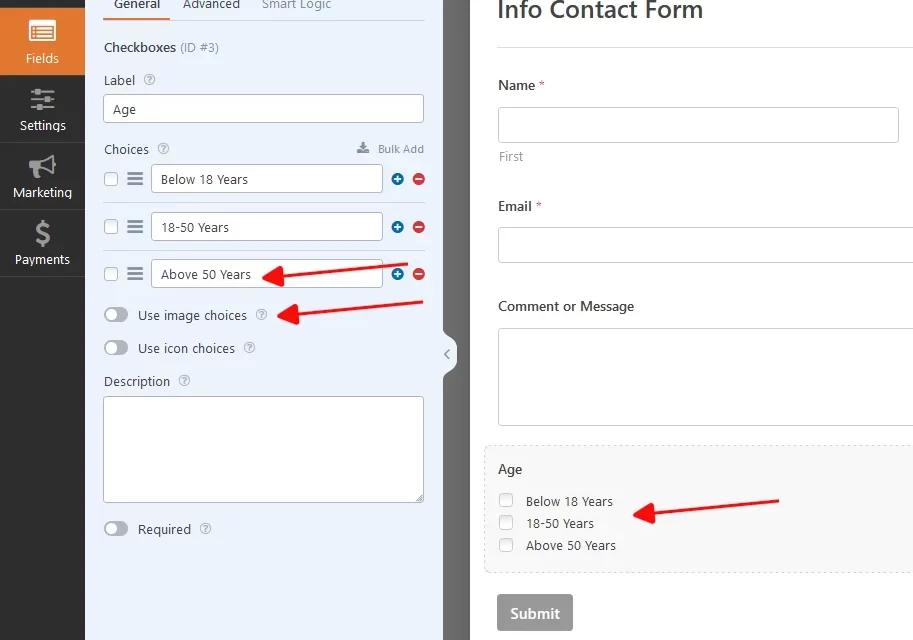 General Advanced Smart Logic
Fields
Settings
Marketing
Payments
Checkboxes (ID #3)
Label ?
Age
Choices ? Bulk Add
Below 18 Years
18-50 Years
Above 50 Years
Use image choices ?
Use icon choices ?
Description ?
Required ?
Info Contact Form
Name *
First
Email *
Comment or Message
Age
Below 18 Years
18-50 Years
Above 50 Years
Submit